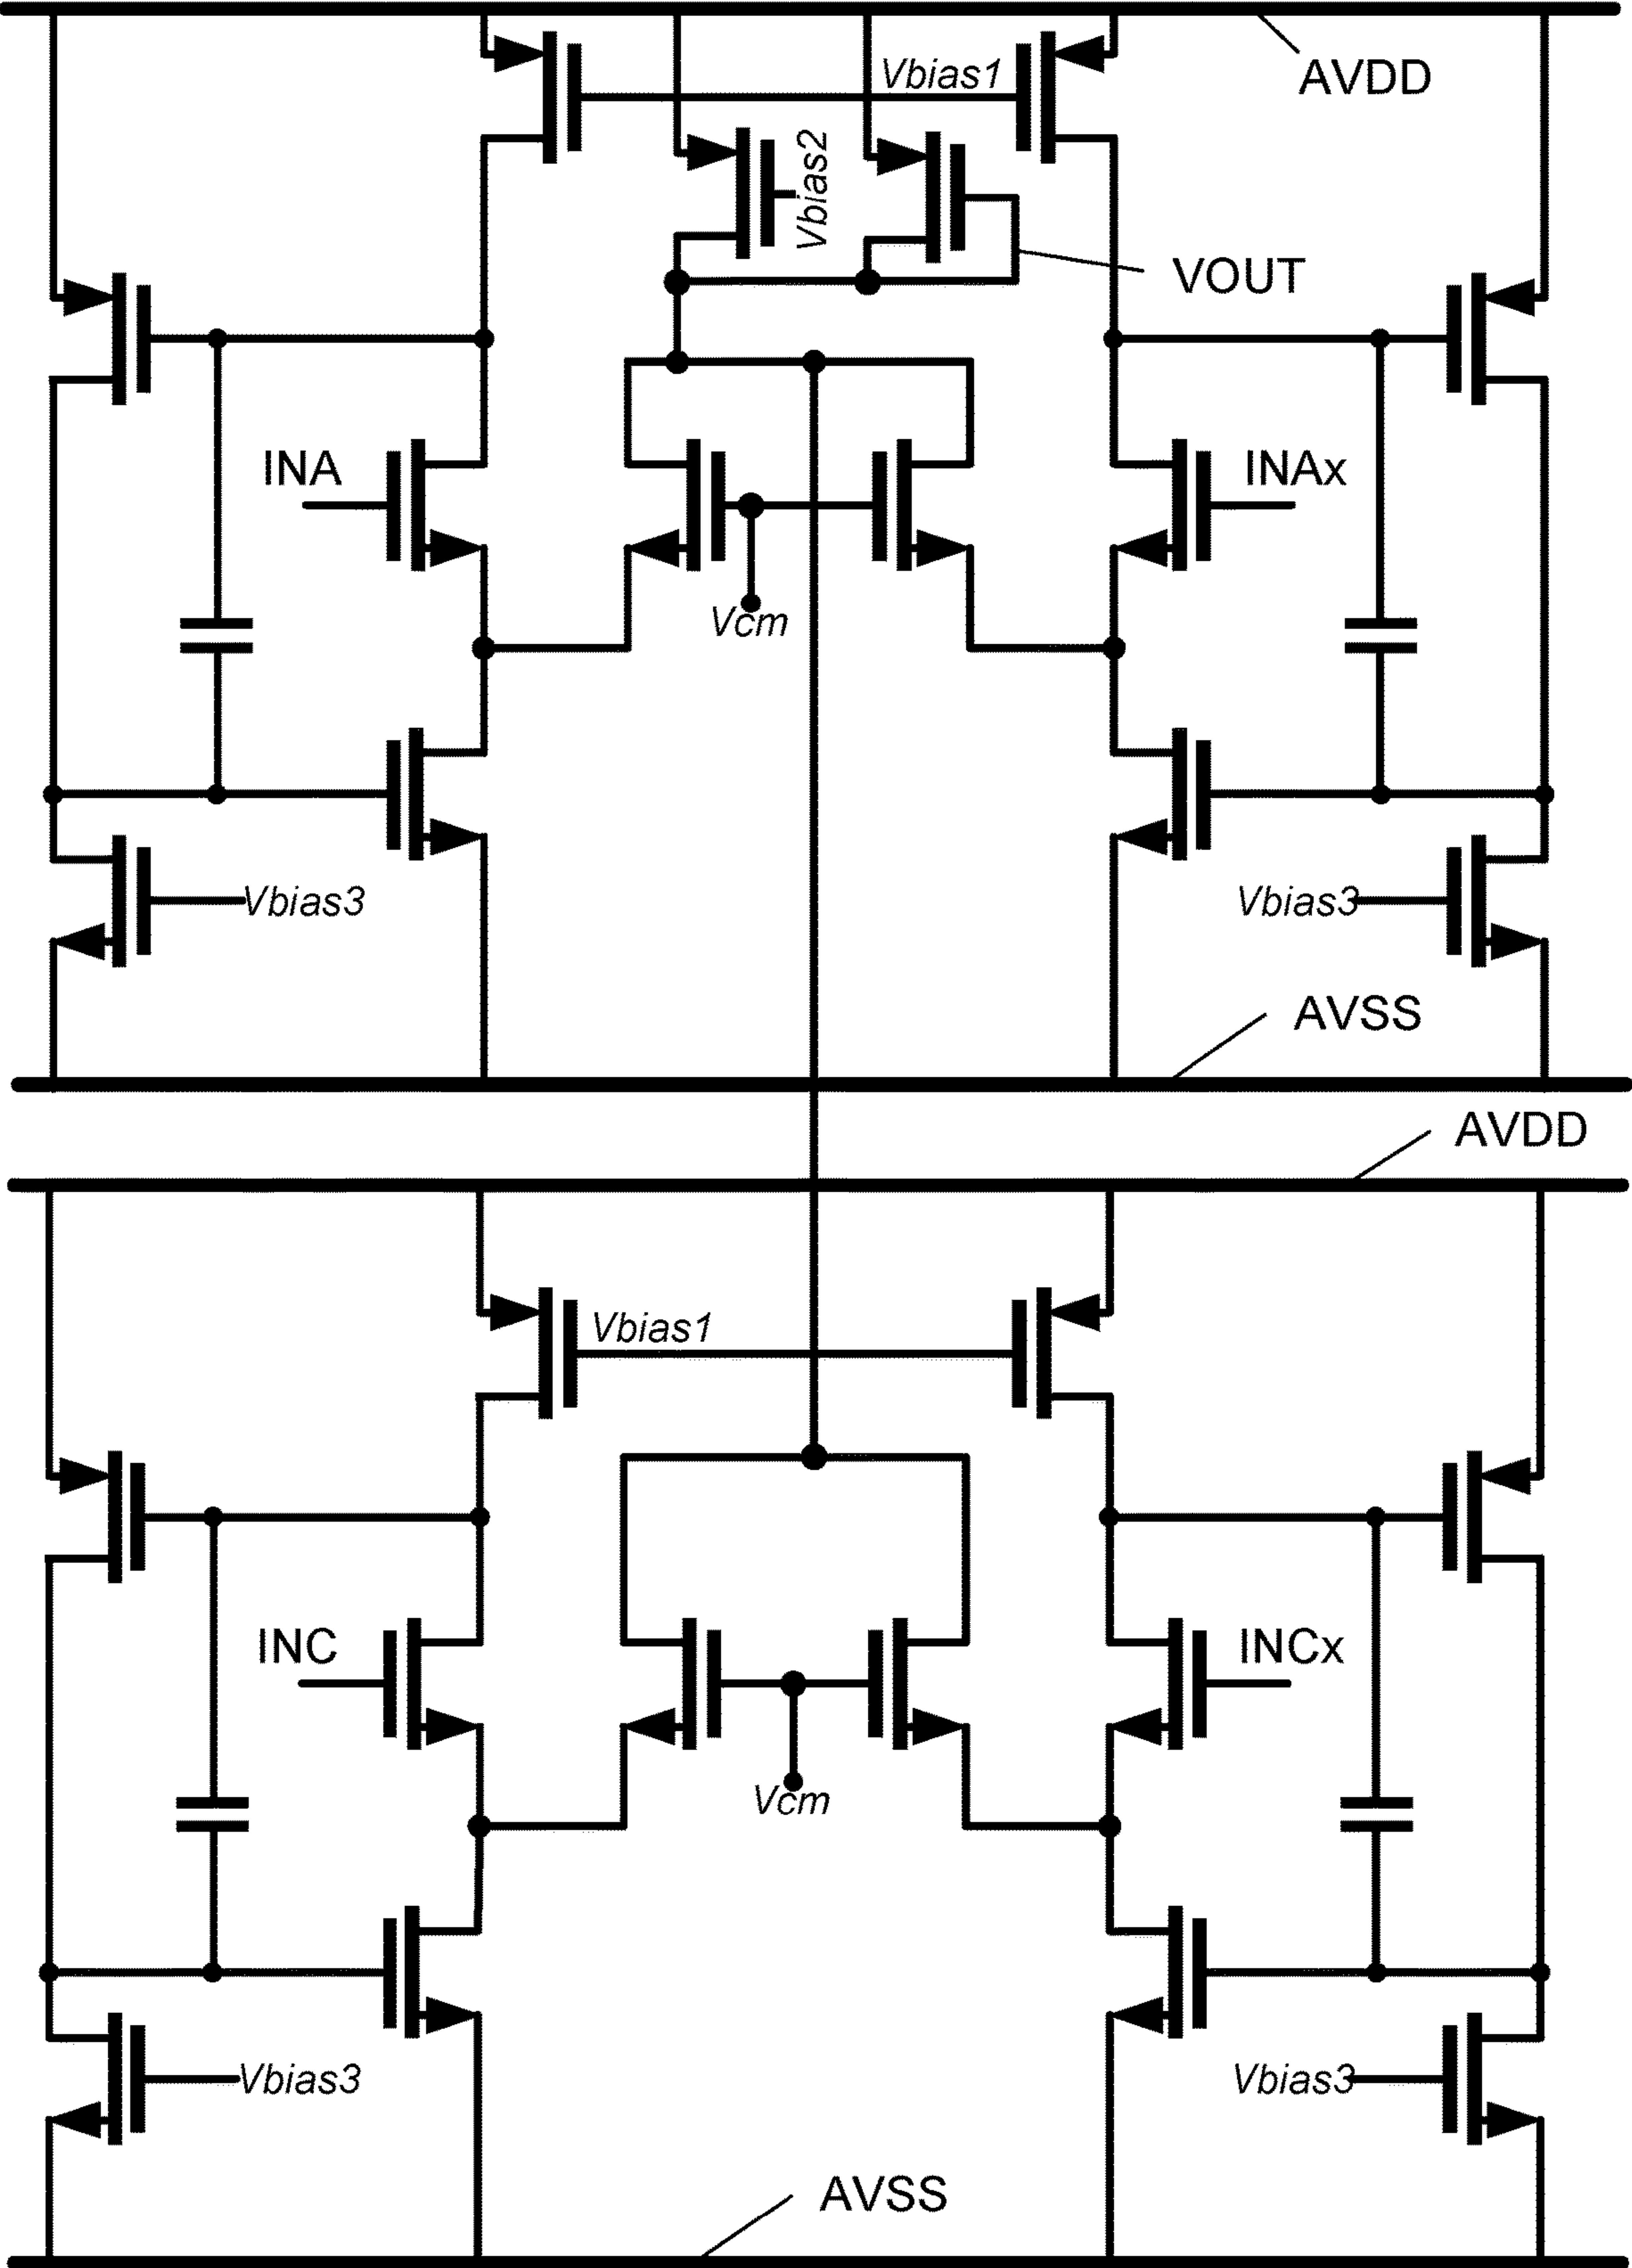 Vbias1
AVDD
Vbias2
VOUT
INA
INAx
Vcm
Vbias3
Vbias3
AVSS
AVDD
Vbias1
INC
INCx
Vcm
Vbias3
Vbias3
AVSS